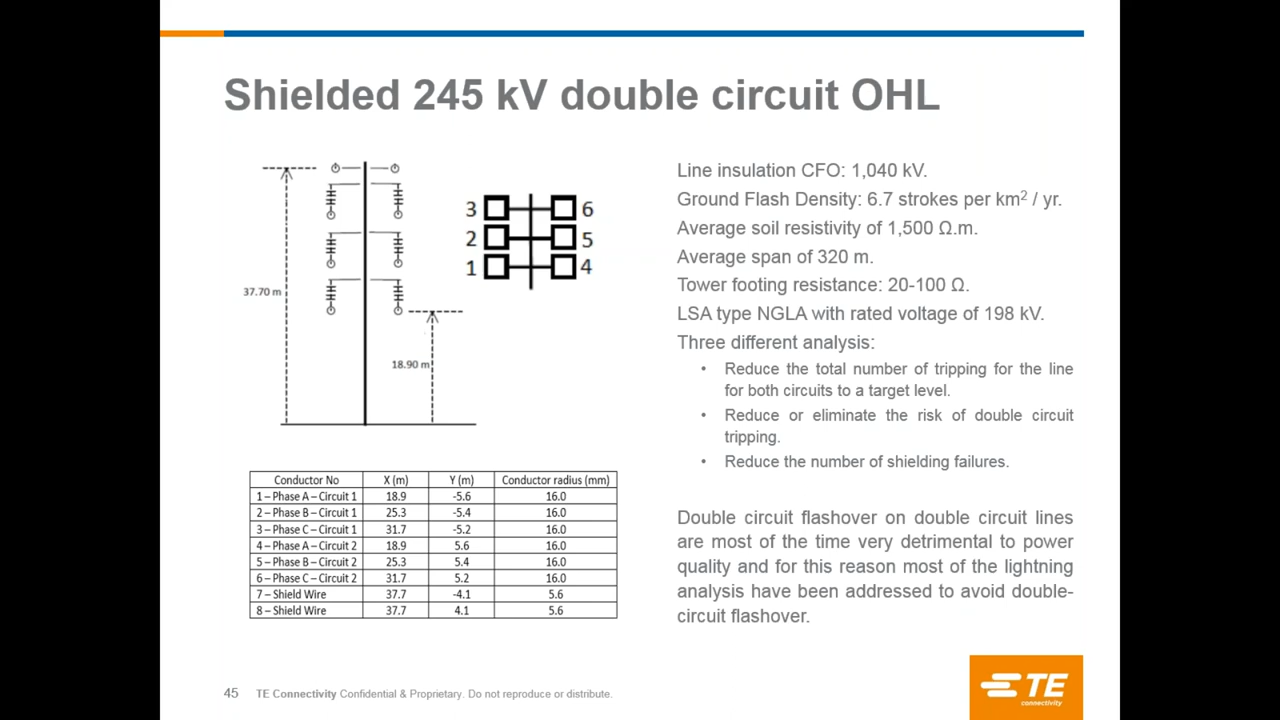 Shielded 245 kV double circuit OHL
37.70 m
18.90 m
3 6
2 5
1 4
Line insulation CFO: 1,040 kV.
Ground Flash Density: 6.7 strokes per km² / yr.
Average soil resistivity of 1,500 Ω.m.
Average span of 320 m.
Tower footing resistance: 20-100 Ω.
LSA type NGLA with rated voltage of 198 kV.
Three different analysis:
• Reduce the total number of tripping for the line
for both circuits to a target level.
• Reduce or eliminate the risk of double circuit
tripping.
• Reduce the number of shielding failures.
Double circuit flashover on double circuit lines
are most of the time very detrimental to power
quality and for this reason most of the lightning
analysis have been addressed to avoid double-
circuit flashover.
Conductor No X (m) Y (m) Conductor radius (mm)
1 – Phase A – Circuit 1 18.9 -5.6 16.0
2 – Phase B – Circuit 1 25.3 -5.4 16.0
3 – Phase C – Circuit 1 31.7 -5.2 16.0
4 – Phase A – Circuit 2 18.9 5.6 16.0
5 – Phase B – Circuit 2 25.3 5.4 16.0
6 – Phase C – Circuit 2 31.7 5.2 16.0
7 – Shield Wire 37.7 -4.1 5.6
8 – Shield Wire 37.7 4.1 5.6
45 TE Connectivity Confidential & Proprietary. Do not reproduce or distribute.
TE
connectivity